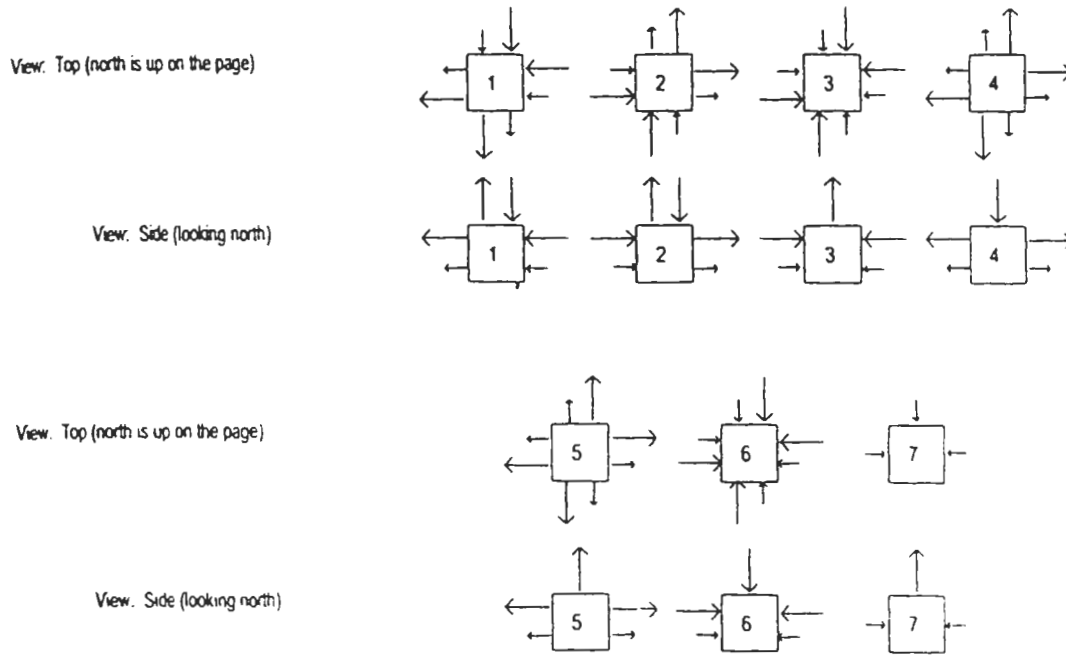 View: Top (north is up on the page)
1 2 3 4
View: Side (looking north)
1 2 3 4
View. Top (north is up on the page)
5 6 7
View. Side (looking north)
5 6 7